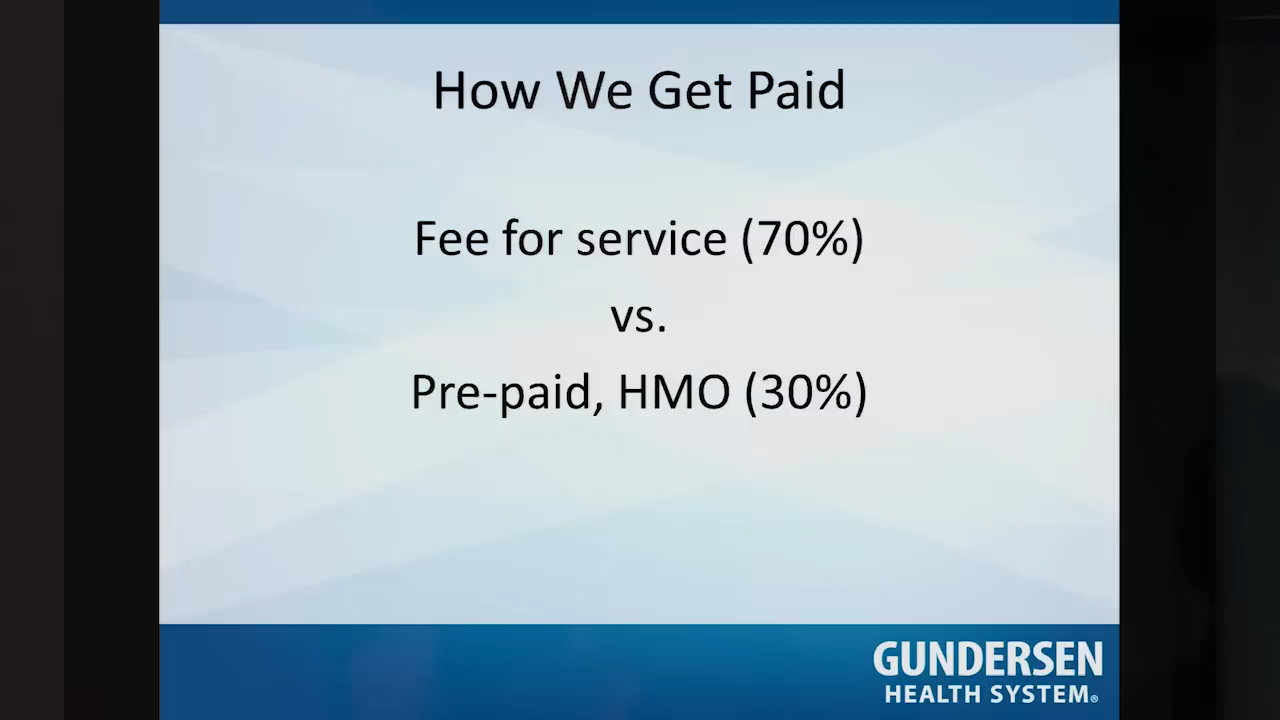 How We Get Paid
Fee for service (70%)
vs.
Pre-paid, HMO (30%)
GUNDERSEN
HEALTH SYSTEM®